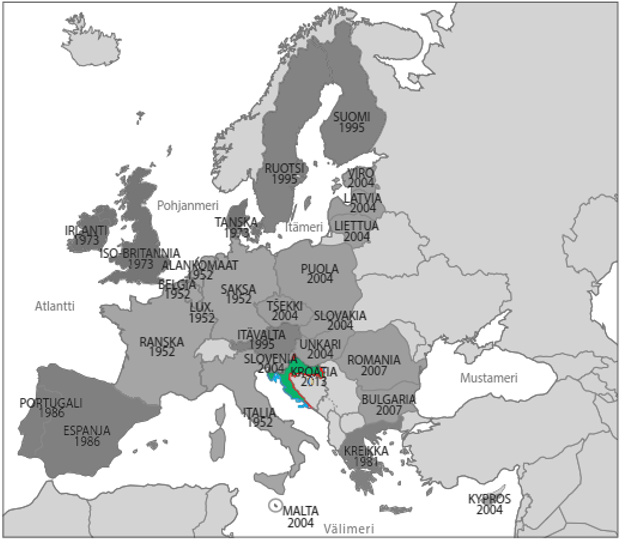 SUOMI
1995
RUOTSI
1995
VIRO
2004
LATVIA
2004
LIETTUA
2004
Pohjanmeri
TANSKA
1973
Itämeri
IRLANTI
1973
ISO-BRITANNIA
1973
ALANKOMAAT
1952
BELGIA
1952
LUX.
1952
SAKSA
1952
PUOLA
2004
TŠEKKI
2004
SLOVAKIA
2004
Atlantti
RANSKA
1952
ITÄVALTA
1995
UNKARI
2004
SLOVENIA
2004
KROATIA
2013
ROMANIA
2007
Mustameri
BULGARIA
2007
PORTUGALI
1986
ESPANJA
1986
ITALIA
1952
KREIKKA
1981
KYPROS
2004
MALTA
2004
Välimeri